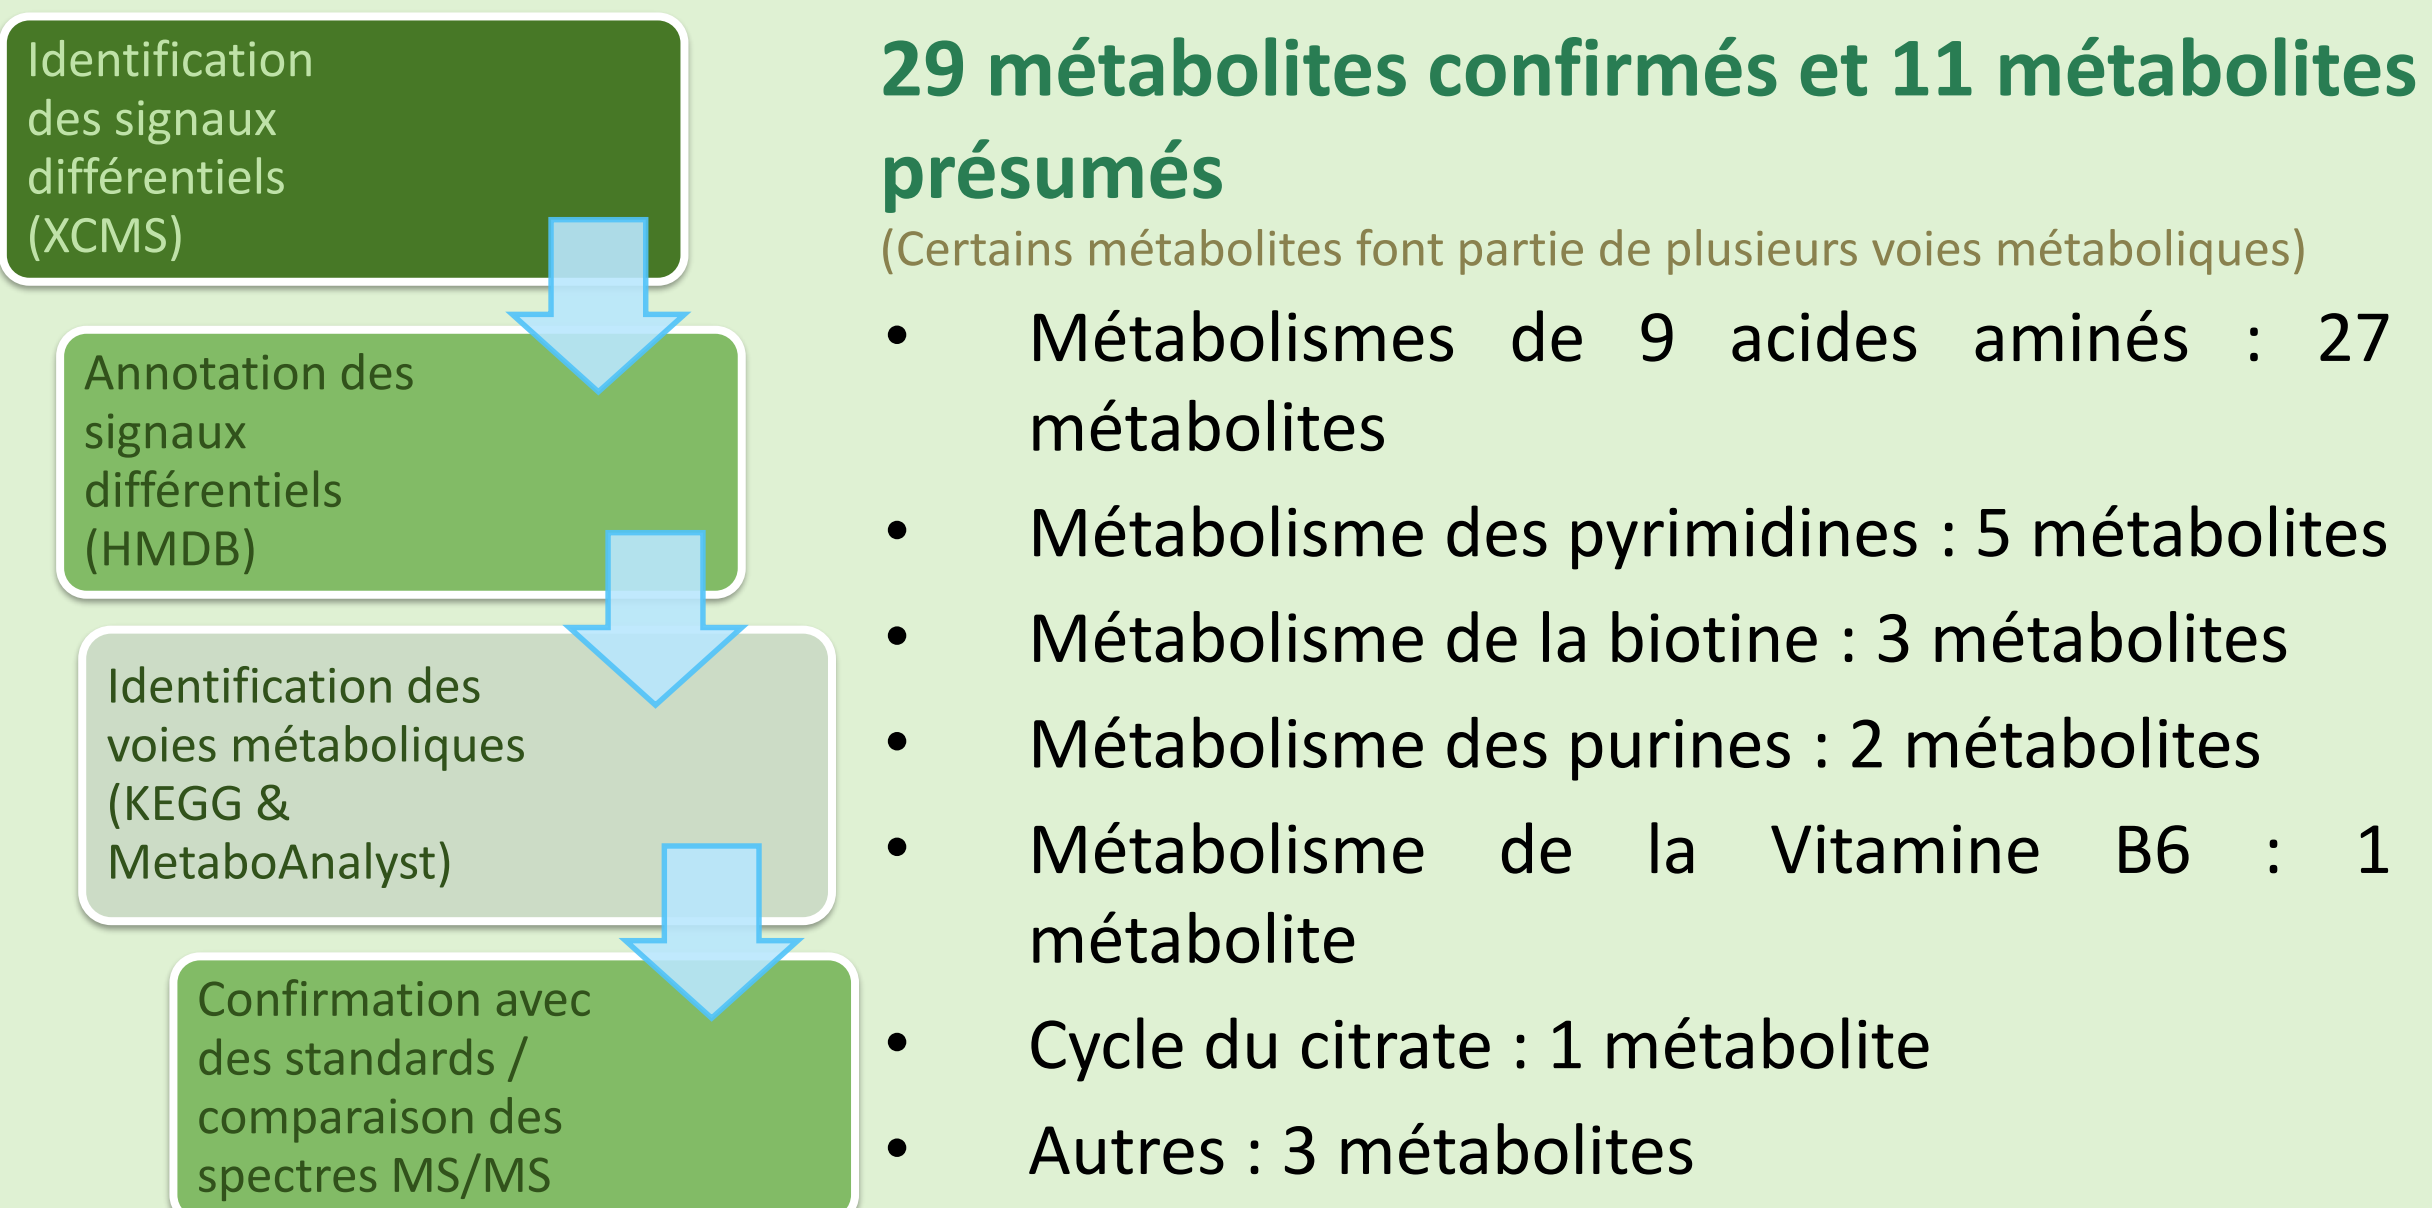 Identification
des signaux
différentiels
(XCMS)
Annotation des
signaux
différentiels
(HMDB)
Identification des
voies métaboliques
(KEGG &
MetaboAnalyst)
Confirmation avec
des standards /
comparaison des
spectres MS/MS
29 métabolites confirmés et 11 métabolites
présumés
(Certains métabolites font partie de plusieurs voies métaboliques)
• Métabolismes de 9 acides aminés : 27
métabolites
• Métabolisme des pyrimidines : 5 métabolites
• Métabolisme de la biotine : 3 métabolites
• Métabolisme des purines : 2 métabolites
• Métabolisme de la Vitamine B6 : 1
métabolite
• Cycle du citrate : 1 métabolite
• Autres : 3 métabolites